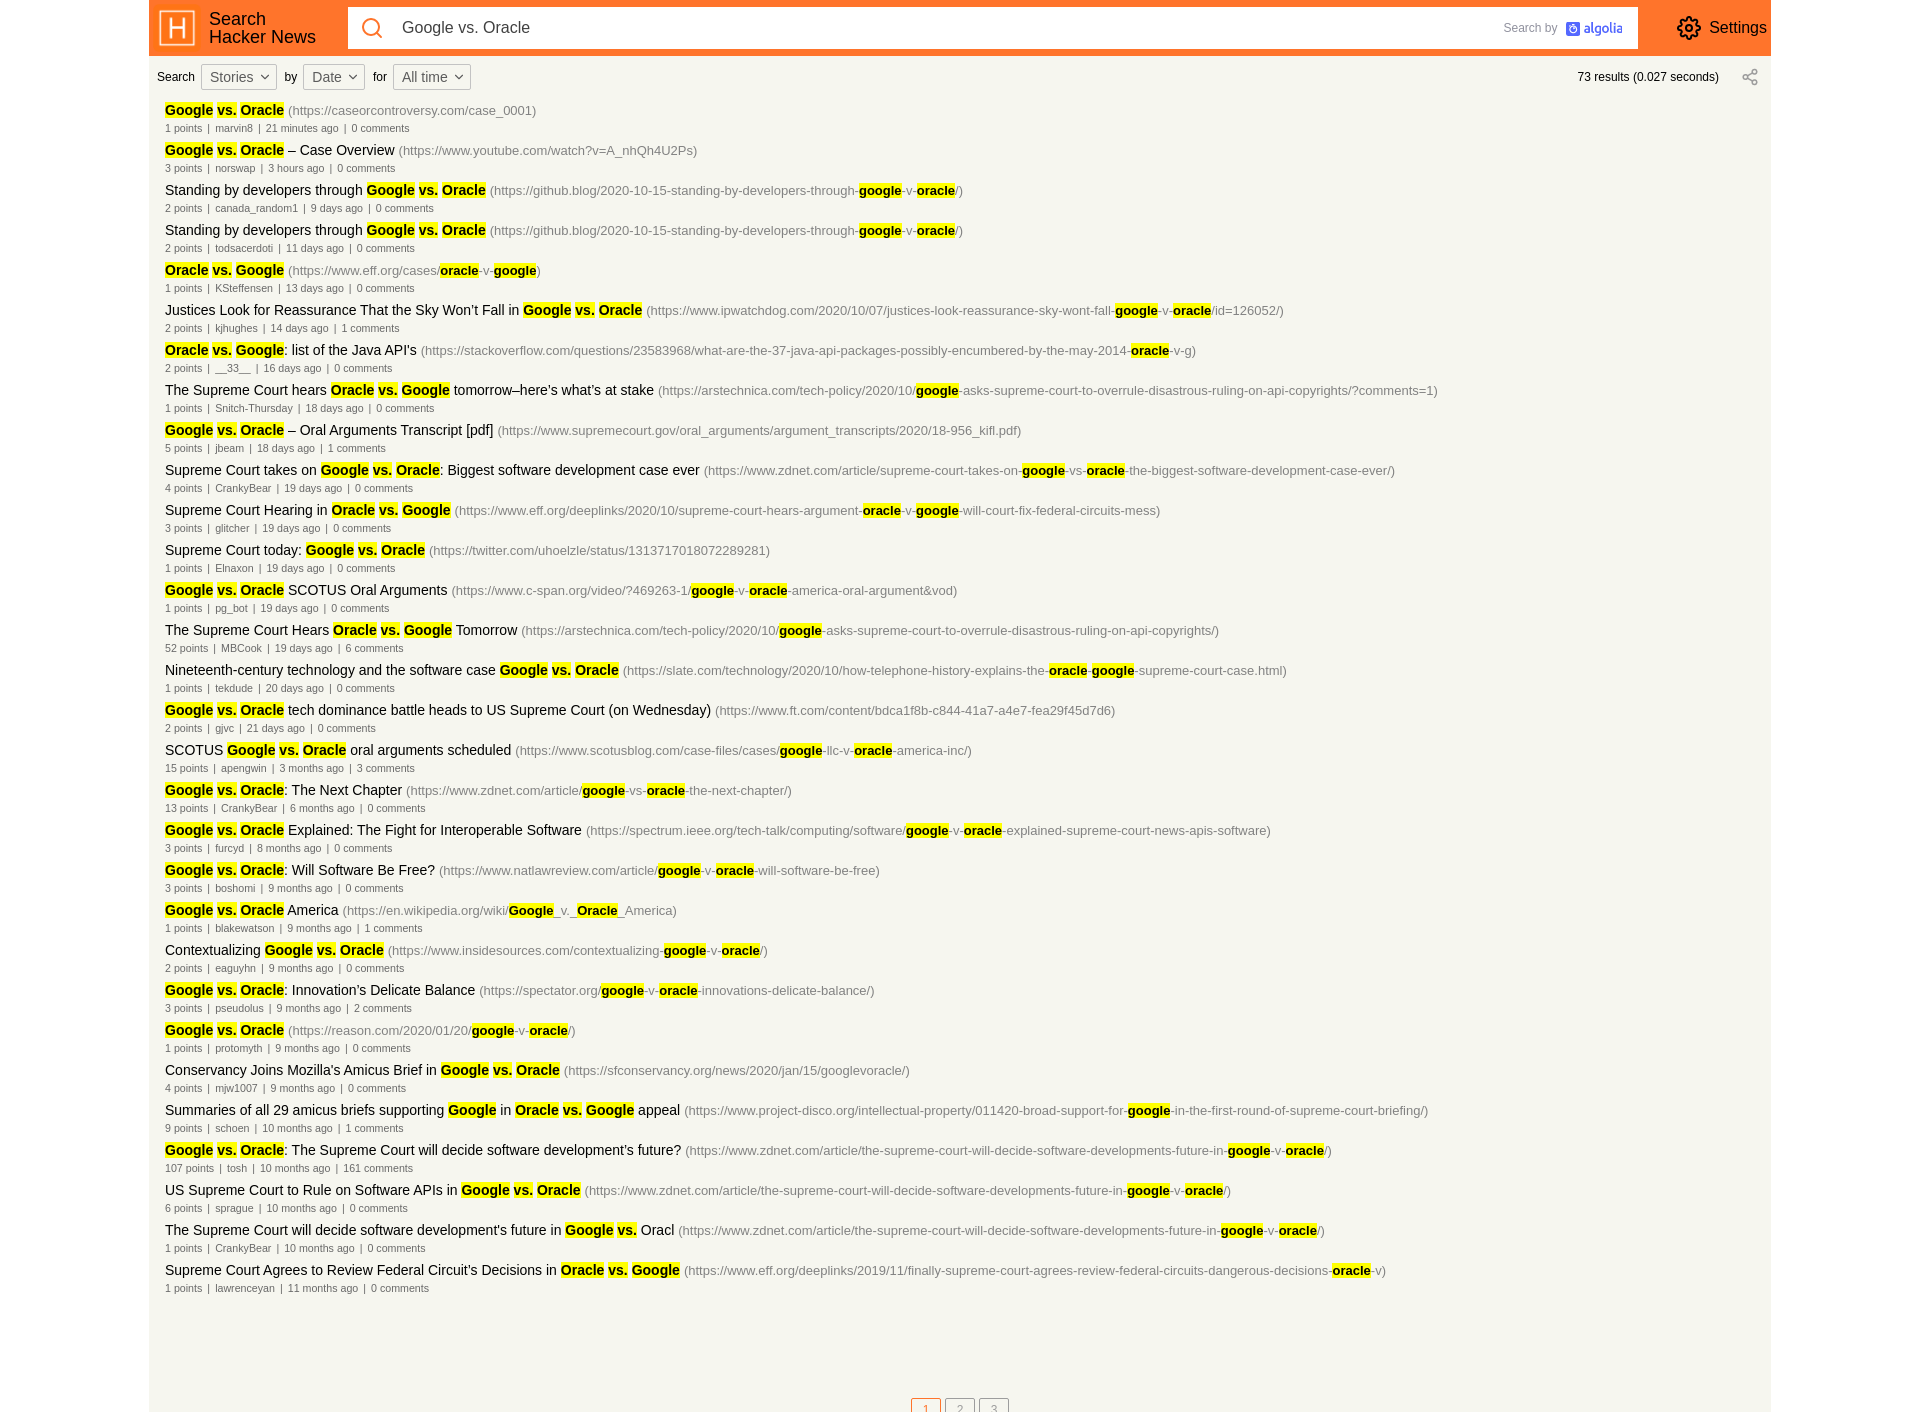 Search
Hacker News
Google vs. Oracle
Search by algolia
Settings
Search Stories by Date for All time
73 results (0.027 seconds)
Google vs. Oracle (https://caseorcontroversy.com/case_0001)
1 points | marvin8 | 21 minutes ago | 0 comments
Google vs. Oracle – Case Overview (https://www.youtube.com/watch?v=A_nhQh4U2Ps)
3 points | norswap | 3 hours ago | 0 comments
Standing by developers through Google vs. Oracle (https://github.blog/2020-10-15-standing-by-developers-through-google-v-oracle/)
2 points | canada_random1 | 9 days ago | 0 comments
Standing by developers through Google vs. Oracle (https://github.blog/2020-10-15-standing-by-developers-through-google-v-oracle/)
2 points | todsacerdoti | 11 days ago | 0 comments
Oracle vs. Google (https://www.eff.org/cases/oracle-v-google)
1 points | KSteffensen | 13 days ago | 0 comments
Justices Look for Reassurance That the Sky Won’t Fall in Google vs. Oracle (https://www.ipwatchdog.com/2020/10/07/justices-look-reassurance-sky-wont-fall-google-v-oracle/id=126052/)
2 points | kjhughes | 14 days ago | 1 comments
Oracle vs. Google: list of the Java API's (https://stackoverflow.com/questions/23583968/what-are-the-37-java-api-packages-possibly-encumbered-by-the-may-2014-oracle-v-g)
2 points | __33__ | 16 days ago | 0 comments
The Supreme Court hears Oracle vs. Google tomorrow–here’s what’s at stake (https://arstechnica.com/tech-policy/2020/10/google-asks-supreme-court-to-overrule-disastrous-ruling-on-api-copyrights/?comments=1)
1 points | Snitch-Thursday | 18 days ago | 0 comments
Google vs. Oracle – Oral Arguments Transcript [pdf] (https://www.supremecourt.gov/oral_arguments/argument_transcripts/2020/18-956_kifl.pdf)
5 points | jbeam | 18 days ago | 1 comments
Supreme Court takes on Google vs. Oracle: Biggest software development case ever (https://www.zdnet.com/article/supreme-court-takes-on-google-vs-oracle-the-biggest-software-development-case-ever/)
4 points | CrankyBear | 19 days ago | 0 comments
Supreme Court Hearing in Oracle vs. Google (https://www.eff.org/deeplinks/2020/10/supreme-court-hears-argument-oracle-v-google-will-court-fix-federal-circuits-mess)
3 points | glitcher | 19 days ago | 0 comments
Supreme Court today: Google vs. Oracle (https://twitter.com/uhoelzle/status/1313717018072289281)
1 points | Elnaxon | 19 days ago | 0 comments
Google vs. Oracle SCOTUS Oral Arguments (https://www.c-span.org/video/?469263-1/google-v-oracle-america-oral-argument&vod)
1 points | pg_bot | 19 days ago | 0 comments
The Supreme Court Hears Oracle vs. Google Tomorrow (https://arstechnica.com/tech-policy/2020/10/google-asks-supreme-court-to-overrule-disastrous-ruling-on-api-copyrights/)
52 points | MBCook | 19 days ago | 6 comments
Nineteenth-century technology and the software case Google vs. Oracle (https://slate.com/technology/2020/10/how-telephone-history-explains-the-oracle-google-supreme-court-case.html)
1 points | tekdude | 20 days ago | 0 comments
Google vs. Oracle tech dominance battle heads to US Supreme Court (on Wednesday) (https://www.ft.com/content/bdca1f8b-c844-41a7-a4e7-fea29f45d7d6)
2 points | gjvc | 21 days ago | 0 comments
SCOTUS Google vs. Oracle oral arguments scheduled (https://www.scotusblog.com/case-files/cases/google-llc-v-oracle-america-inc/)
15 points | apengwin | 3 months ago | 3 comments
Google vs. Oracle: The Next Chapter (https://www.zdnet.com/article/google-vs-oracle-the-next-chapter/)
13 points | CrankyBear | 6 months ago | 0 comments
Google vs. Oracle Explained: The Fight for Interoperable Software (https://spectrum.ieee.org/tech-talk/computing/software/google-v-oracle-explained-supreme-court-news-apis-software)
3 points | furcyd | 8 months ago | 0 comments
Google vs. Oracle: Will Software Be Free? (https://www.natlawreview.com/article/google-v-oracle-will-software-be-free)
3 points | boshomi | 9 months ago | 0 comments
Google vs. Oracle America (https://en.wikipedia.org/wiki/Google_v._Oracle_America)
1 points | blakewatson | 9 months ago | 1 comments
Contextualizing Google vs. Oracle (https://www.insidesources.com/contextualizing-google-v-oracle/)
2 points | eaguyhn | 9 months ago | 0 comments
Google vs. Oracle: Innovation’s Delicate Balance (https://spectator.org/google-v-oracle-innovations-delicate-balance/)
3 points | pseudolus | 9 months ago | 2 comments
Google vs. Oracle (https://reason.com/2020/01/20/google-v-oracle/)
1 points | protomyth | 9 months ago | 0 comments
Conservancy Joins Mozilla's Amicus Brief in Google vs. Oracle (https://sfconservancy.org/news/2020/jan/15/googlevoracle/)
4 points | mjw1007 | 9 months ago | 0 comments
Summaries of all 29 amicus briefs supporting Google in Oracle vs. Google appeal (https://www.project-disco.org/intellectual-property/011420-broad-support-for-google-in-the-first-round-of-supreme-court-briefing/)
9 points | schoen | 10 months ago | 1 comments
Google vs. Oracle: The Supreme Court will decide software development’s future? (https://www.zdnet.com/article/the-supreme-court-will-decide-software-developments-future-in-google-v-oracle/)
107 points | tosh | 10 months ago | 161 comments
US Supreme Court to Rule on Software APIs in Google vs. Oracle (https://www.zdnet.com/article/the-supreme-court-will-decide-software-developments-future-in-google-v-oracle/)
6 points | sprague | 10 months ago | 0 comments
The Supreme Court will decide software development's future in Google vs. Oracl (https://www.zdnet.com/article/the-supreme-court-will-decide-software-developments-future-in-google-v-oracle/)
1 points | CrankyBear | 10 months ago | 0 comments
Supreme Court Agrees to Review Federal Circuit’s Decisions in Oracle vs. Google (https://www.eff.org/deeplinks/2019/11/finally-supreme-court-agrees-review-federal-circuits-dangerous-decisions-oracle-v)
1 points | lawrenceyan | 11 months ago | 0 comments
1 2 3